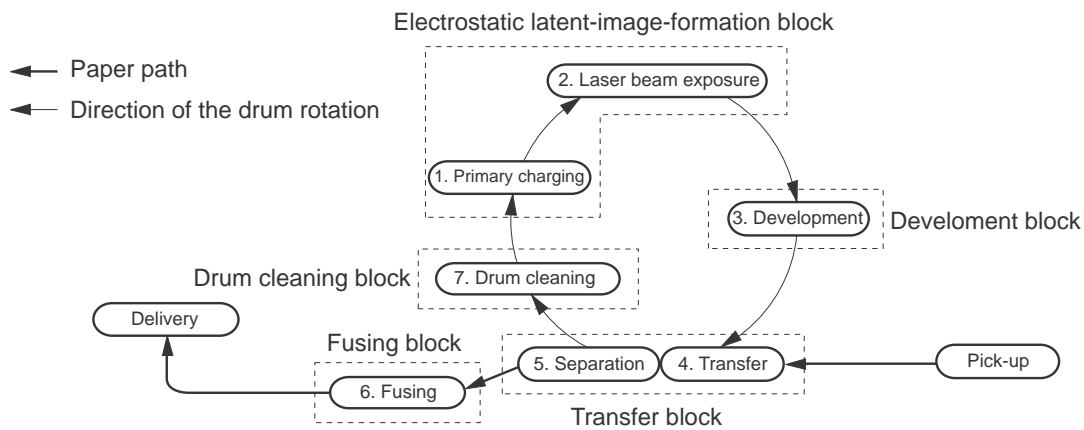 Electrostatic latent-image-formation block
Paper path
Direction of the drum rotation
2. Laser beam exposure
1. Primary charging
3. Development
Develoment block
Drum cleaning block
7. Drum cleaning
Delivery
Fusing block
5. Separation
4. Transfer
Pick-up
6. Fusing
Transfer block